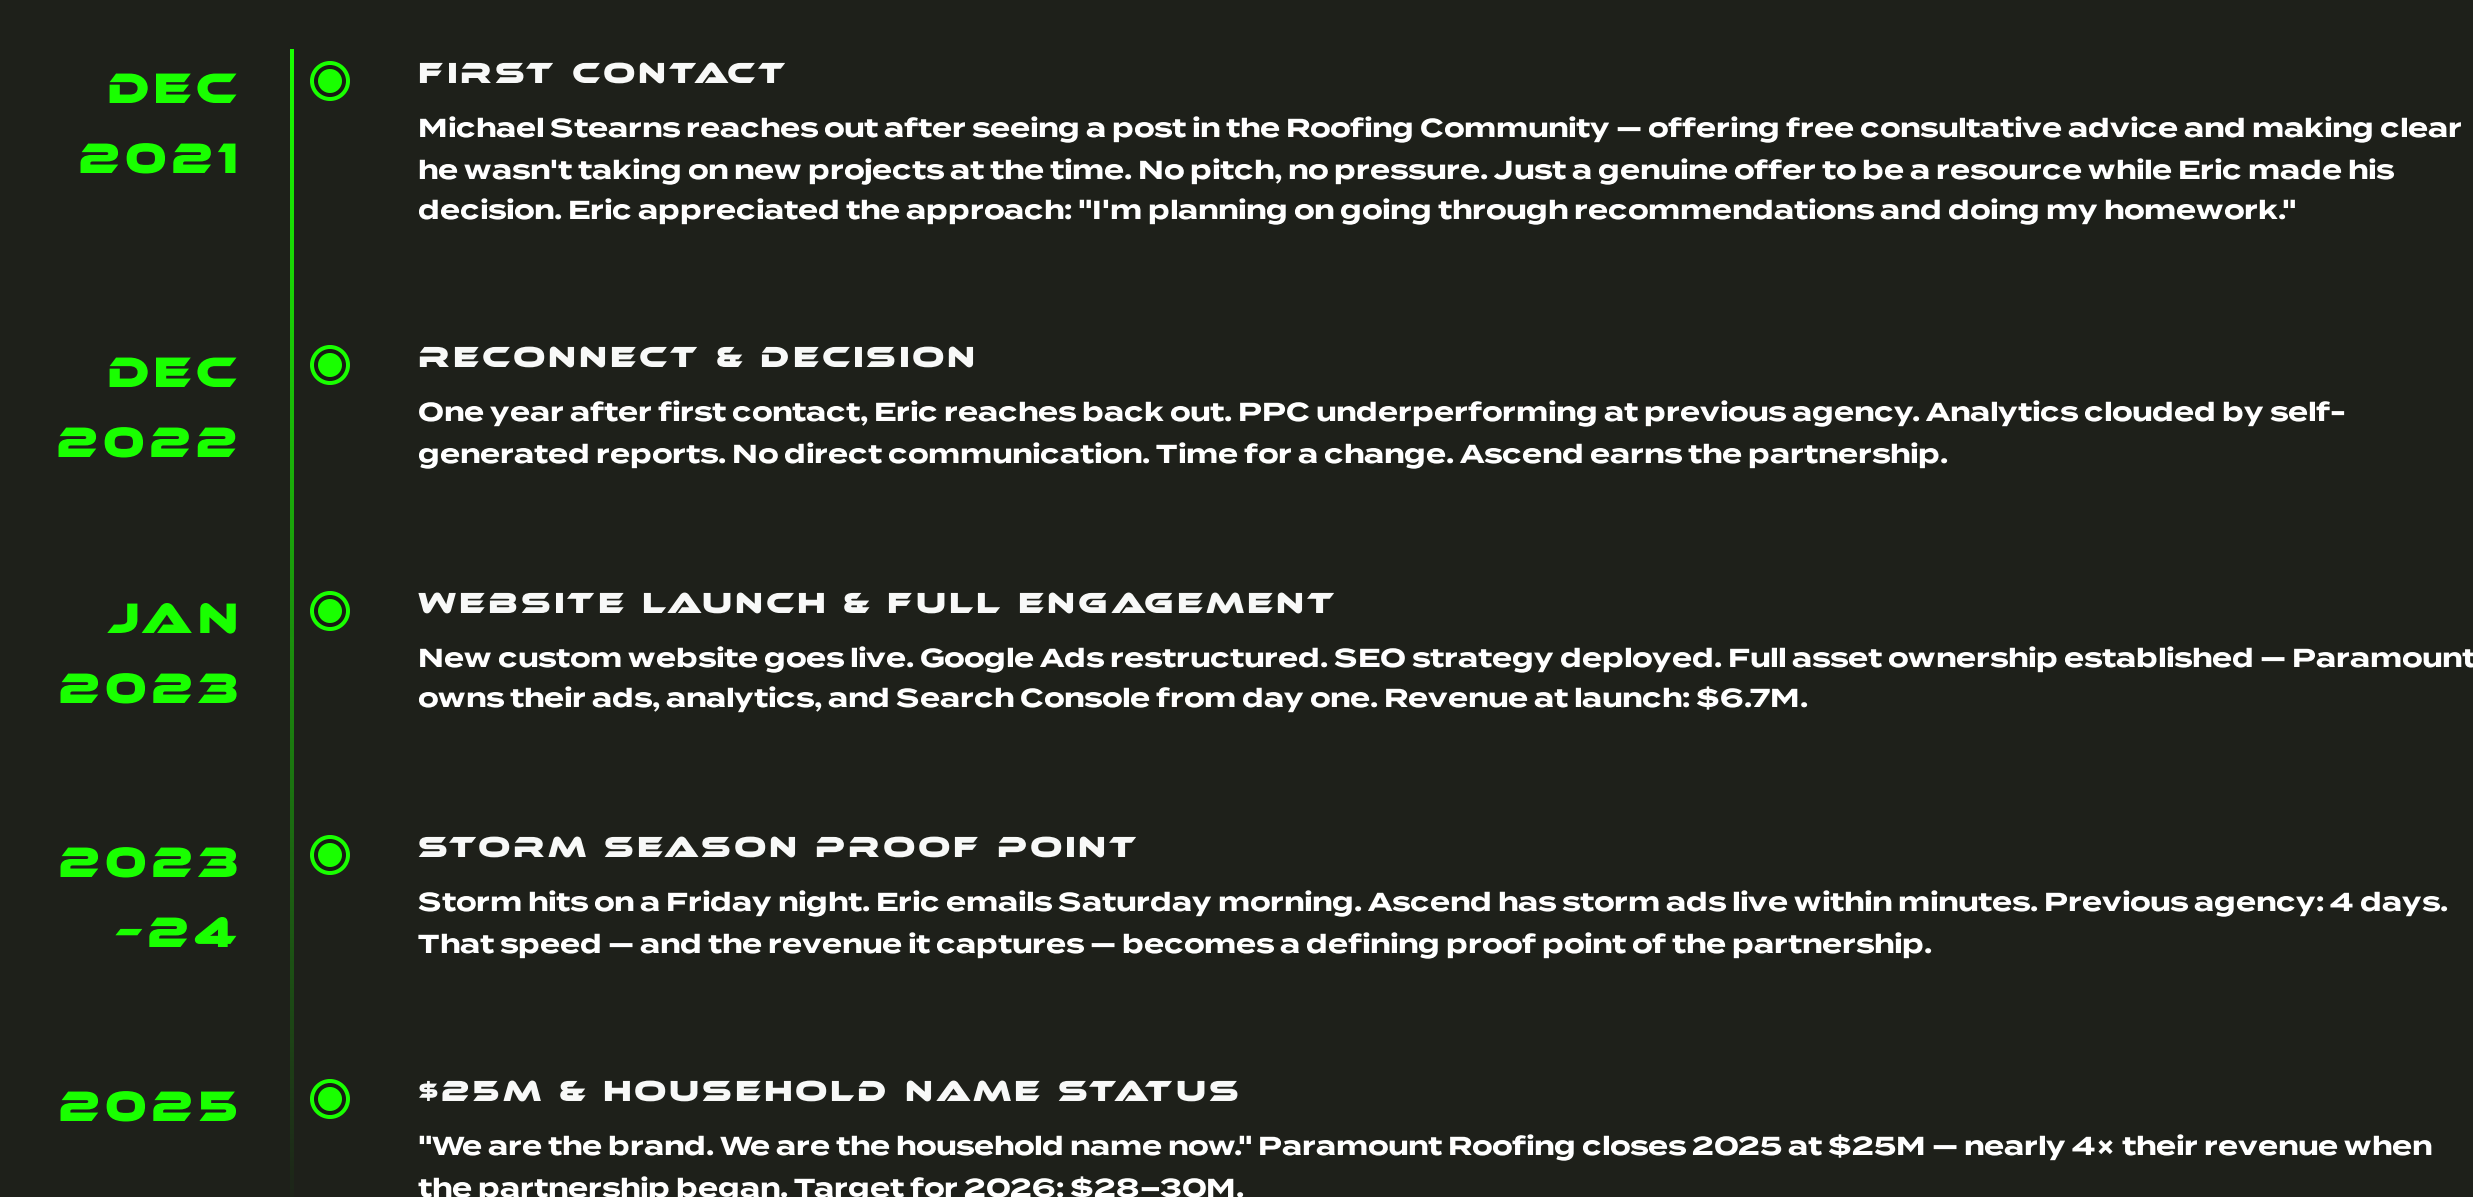 DEC
2021
FIRST CONTACT
Michael Stearns reaches out after seeing a post in the Roofing Community — offering free consultative advice and making clear
he wasn't taking on new projects at the time. No pitch, no pressure. Just a genuine offer to be a resource while Eric made his
decision. Eric appreciated the approach: "I'm planning on going through recommendations and doing my homework."
DEC
2022
RECONNECT & DECISION
One year after first contact, Eric reaches back out. PPC underperforming at previous agency. Analytics clouded by self-
generated reports. No direct communication. Time for a change. Ascend earns the partnership.
JAN
2023
WEBSITE LAUNCH & FULL ENGAGEMENT
New custom website goes live. Google Ads restructured. SEO strategy deployed. Full asset ownership established — Paramount
owns their ads, analytics, and Search Console from day one. Revenue at launch: $6.7M.
2023
-24
STORM SEASON PROOF POINT
Storm hits on a Friday night. Eric emails Saturday morning. Ascend has storm ads live within minutes. Previous agency: 4 days.
That speed — and the revenue it captures — becomes a defining proof point of the partnership.
2025
$25M & HOUSEHOLD NAME STATUS
"We are the brand. We are the household name now." Paramount Roofing closes 2025 at $25M — nearly 4× their revenue when
the partnership began. Target for 2026: $28–30M.